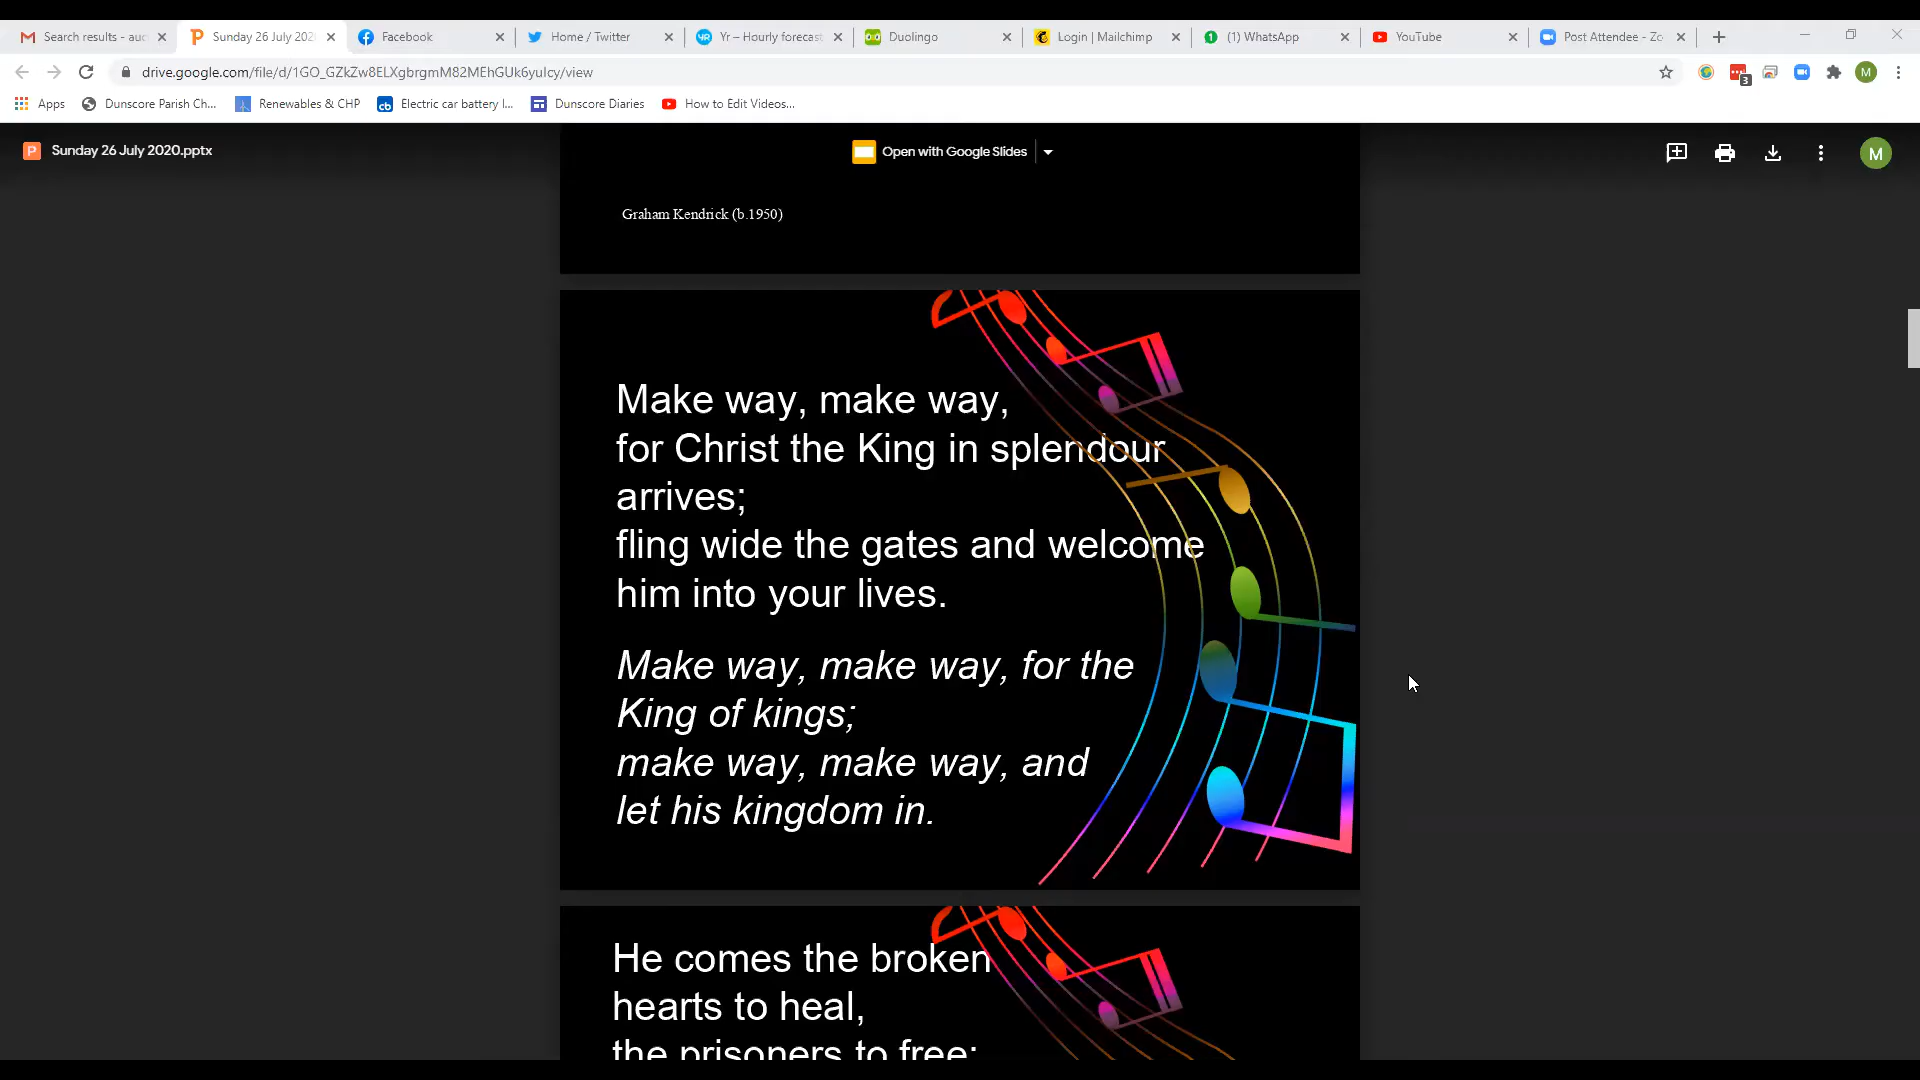 Search results - auc
Sunday 26 July 202
Facebook
Home / Twitter
Yr – Hourly forecast
Duolingo
Login | Mailchimp
(1) WhatsApp
YouTube
Post Attendee - Zo
drive.google.com/file/d/1GO_GZkZw8ELXgbrgmM82MEhGUk6yuIcy/view
3
M
Apps
Dunscore Parish Ch...
Renewables & CHP
Electric car battery l...
Dunscore Diaries
How to Edit Videos...
P
Sunday 26 July 2020.pptx
Open with Google Slides
M
Graham Kendrick (b.1950)
Make way, make way,
for Christ the King in splendour
arrives;
fling wide the gates and welcome
him into your lives.
Make way, make way, for the
King of kings;
make way, make way, and
let his kingdom in.
He comes the broken
hearts to heal,
the prisoners to free;